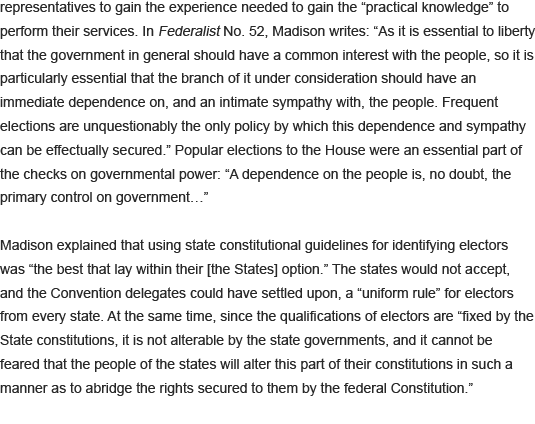 representatives to gain the experience needed to gain the “practical knowledge” to
perform their services. In Federalist No. 52, Madison writes: “As it is essential to liberty
that the government in general should have a common interest with the people, so it is
particularly essential that the branch of it under consideration should have an
immediate dependence on, and an intimate sympathy with, the people. Frequent
elections are unquestionably the only policy by which this dependence and sympathy
can be effectually secured.” Popular elections to the House were an essential part of
the checks on governmental power: “A dependence on the people is, no doubt, the
primary control on government…”
Madison explained that using state constitutional guidelines for identifying electors
was “the best that lay within their [the States] option.” The states would not accept,
and the Convention delegates could have settled upon, a “uniform rule” for electors
from every state. At the same time, since the qualifications of electors are “fixed by the
State constitutions, it is not alterable by the state governments, and it cannot be
feared that the people of the states will alter this part of their constitutions in such a
manner as to abridge the rights secured to them by the federal Constitution.”